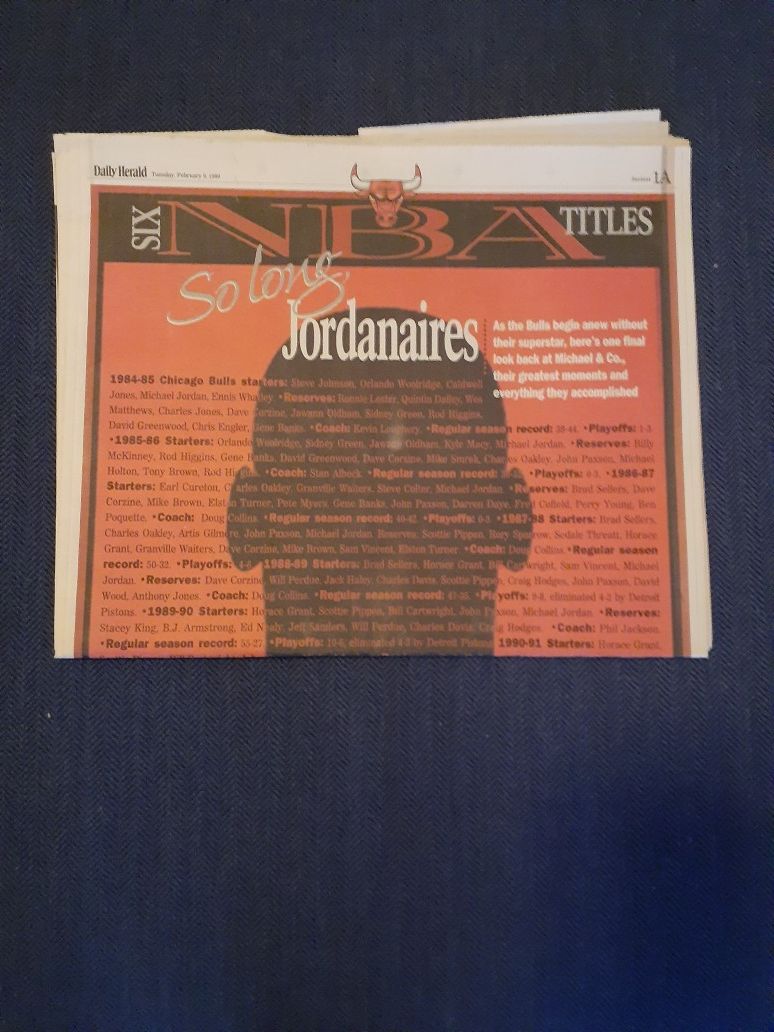 Daily Herald Tuesday, February 9, 1999
Section 1A
SIX NBA TITLES
So long,
Jordanaires
As the Bulls begin anew without
their superstar, here's one final
look back at Michael & Co.,
their greatest moments and
everything they accomplished
1984-85 Chicago Bulls starters: Steve Johnson, Orlando Woolridge, Caldwell
Jones, Michael Jordan, Ennis Whatley •Reserves: Ronnie Lester, Quintin Dailey, Wes
Matthews, Charles Jones, Dave Corzine, Jawann Oldham, Sidney Green, Rod Higgins,
David Greenwood, Chris Engler, Gene Banks. •Coach: Kevin Loughery. •Regular season record: 38-44. •Playoffs: 1-3.
•1985-86 Starters: Orlando Woolridge, Sidney Green, Jawann Oldham, Kyle Macy, Michael Jordan. •Reserves: Billy
McKinney, Rod Higgins, Gene Banks, David Greenwood, Dave Corzine, Mike Smrek, Charles Oakley, John Paxson, Michael
Holton, Tony Brown, Rod Higgins. •Coach: Stan Albeck. •Regular season record: •Playoffs: 0-3. •1986-87
Starters: Earl Cureton, Charles Oakley, Granville Waiters, Steve Colter, Michael Jordan. •Reserves: Brad Sellers, Dave
Corzine, Mike Brown, Elston Turner, Pete Myers, Gene Banks, John Paxson, Darren Daye, Fred Cofield, Perry Young, Ben
Poquette. •Coach: Doug Collins. •Regular season record: 40-42. •Playoffs: 0-3 •1987-88 Starters: Brad Sellers,
Charles Oakley, Artis Gilmore, John Paxson, Michael Jordan. Reserves: Scottie Pippen, Rory Sparrow, Sedale Threatt, Horace
Grant, Granville Waiters, Dave Corzine, Mike Brown, Sam Vincent, Elston Turner •Coach: Doug Collins •Regular season
record: 50-32. •Playoffs: 4-6 •1988-89 Starters: Brad Sellers, Horace Grant, Bill Cartwright, Sam Vincent, Michael
Jordan. •Reserves: Dave Corzine, Will Perdue, Jack Haley, Charles Davis, Scottie Pippen, Craig Hodges, John Paxson, David
Wood, Anthony Jones. •Coach: Doug Collins. •Regular season record: 47-35. •Playoffs: 9-8, eliminated 4-2 by Detroit
Pistons. •1989-90 Starters: Horace Grant, Scottie Pippen, Bill Cartwright, John Paxson, Michael Jordan. •Reserves:
Stacey King, B.J. Armstrong, Ed Nealy, Jeff Sanders, Will Perdue, Charles Davis, Craig Hodges. •Coach: Phil Jackson.
•Regular season record: 55-27 •Playoffs: 10-6, eliminated 4-3 by Detroit Pistons 1990-91 Starters: Horace Grant,